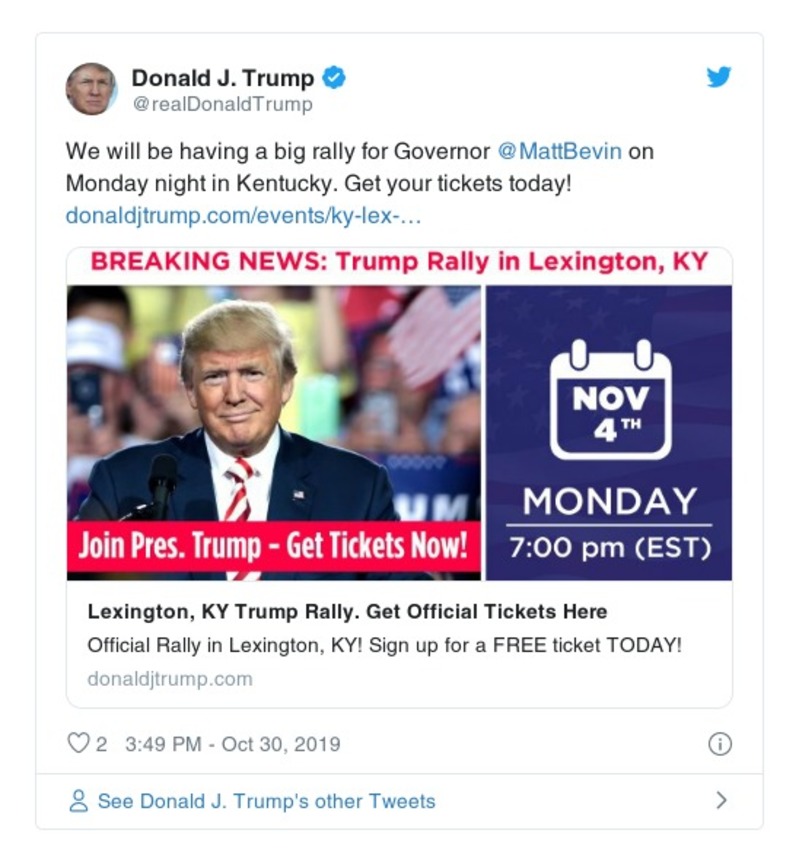 Donald J. Trump
@realDonaldTrump
We will be having a big rally for Governor @MattBevin on
Monday night in Kentucky. Get your tickets today!
donaldjtrump.com/events/ky-lex-…
BREAKING NEWS: Trump Rally in Lexington, KY
NOV
4TH
MONDAY
7:00 pm (EST)
Join Pres. Trump - Get Tickets Now!
Lexington, KY Trump Rally. Get Official Tickets Here
Official Rally in Lexington, KY! Sign up for a FREE ticket TODAY!
donaldjtrump.com
2 3:49 PM - Oct 30, 2019
See Donald J. Trump's other Tweets